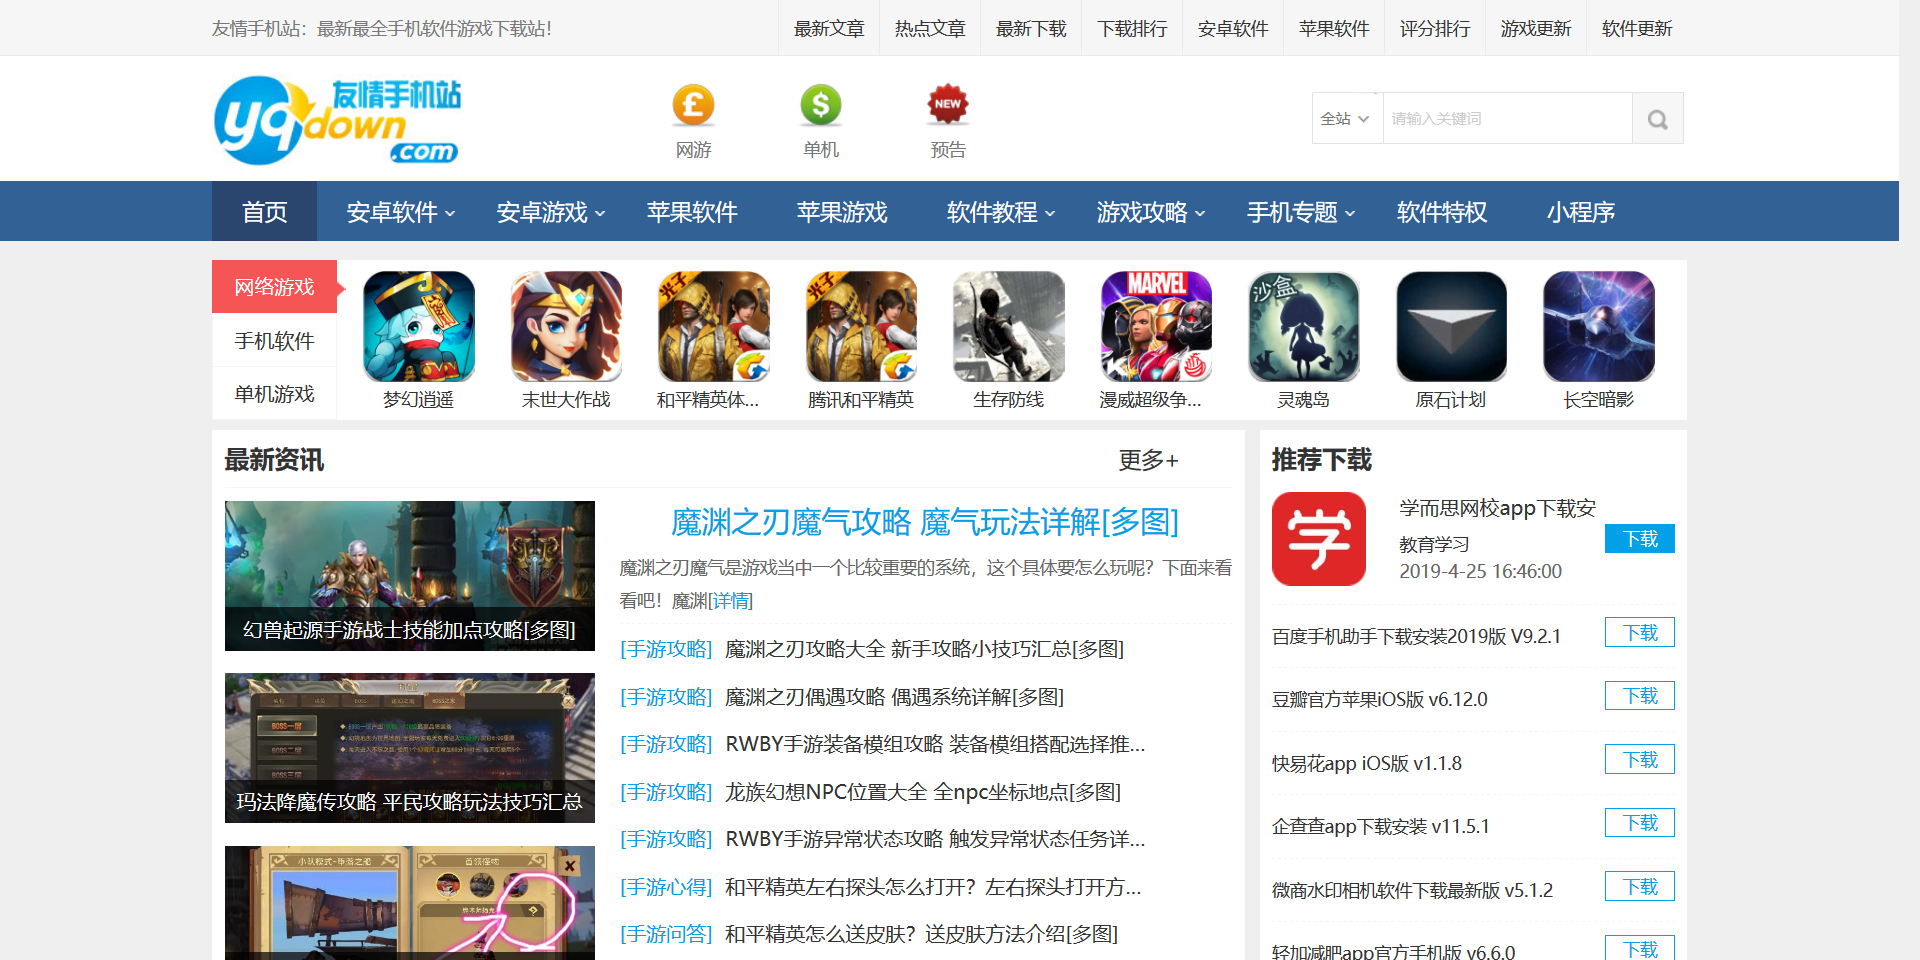 友情手机站：最新最全手机软件游戏下载站！
最新文章 热点文章 最新下载 下载排行 安卓软件 苹果软件 评分排行 游戏更新 软件更新
友情手机站
yqdown
.com
NEW
网游 单机 预告
全站 请输入关键词
首页 安卓软件 安卓游戏 苹果软件 苹果游戏 软件教程 游戏攻略 手机专题 软件特权 小程序
网络游戏
手机软件
单机游戏
光子
光子
MARVEL
沙盒
梦幻逍遥 末世大作战 和平精英体... 腾讯和平精英 生存防线 漫威超级争... 灵魂岛 原石计划 长空暗影
最新资讯 更多+
幻兽起源手游战士技能加点攻略[多图]
BOSS一层
BOSS二层
BOSS三层
玛法降魔传攻略 平民攻略玩法技巧汇总
魔渊之刃魔气攻略 魔气玩法详解[多图]
魔渊之刃魔气是游戏当中一个比较重要的系统，这个具体要怎么玩呢？下面来看
看吧！魔渊[详情]
[手游攻略] 魔渊之刃攻略大全 新手攻略小技巧汇总[多图]
[手游攻略] 魔渊之刃偶遇攻略 偶遇系统详解[多图]
[手游攻略] RWBY手游装备模组攻略 装备模组搭配选择推...
[手游攻略] 龙族幻想NPC位置大全 全npc坐标地点[多图]
[手游攻略] RWBY手游异常状态攻略 触发异常状态任务详...
[手游心得] 和平精英左右探头怎么打开？左右探头打开方...
[手游问答] 和平精英怎么送皮肤？送皮肤方法介绍[多图]
推荐下载
学
学而思网校app下载安
教育学习
2019-4-25 16:46:00
下载
百度手机助手下载安装2019版 V9.2.1 下载
豆瓣官方苹果iOS版 v6.12.0 下载
快易花app iOS版 v1.1.8 下载
企查查app下载安装 v11.5.1 下载
微商水印相机软件下载最新版 v5.1.2 下载
轻加减肥app官方手机版 v6.6.0 下载